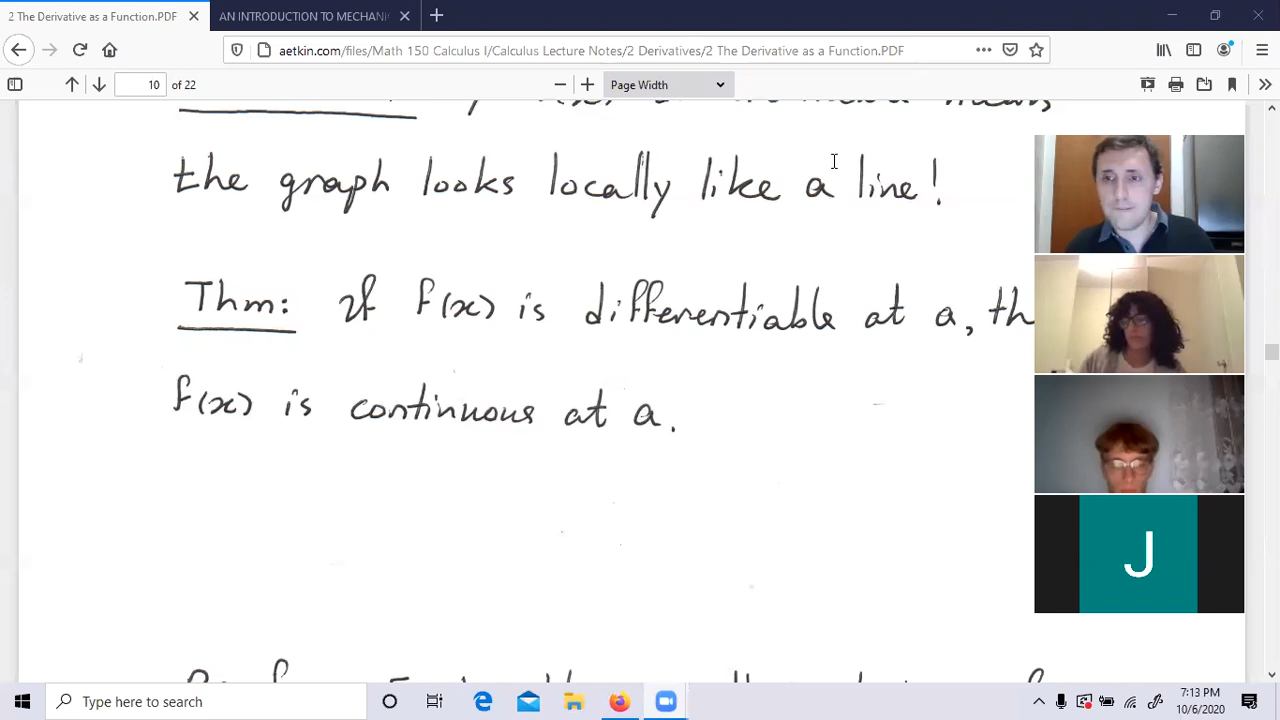 2 Derivative as a Function.PDF
AN INTRODUCTION TO MECHANI
aetkin.com/files/Math 150 Calculus I/Calculus Lecture Notes/2 Derivatives/2 The Derivative as a Function.PDF
10 of 22
Page Width
means
the graph looks locally like a line!
Thm: If f(x) is differentiable at a, th
f(x) is continuous at a.
J
Type here to search
7:13 PM
10/6/2020